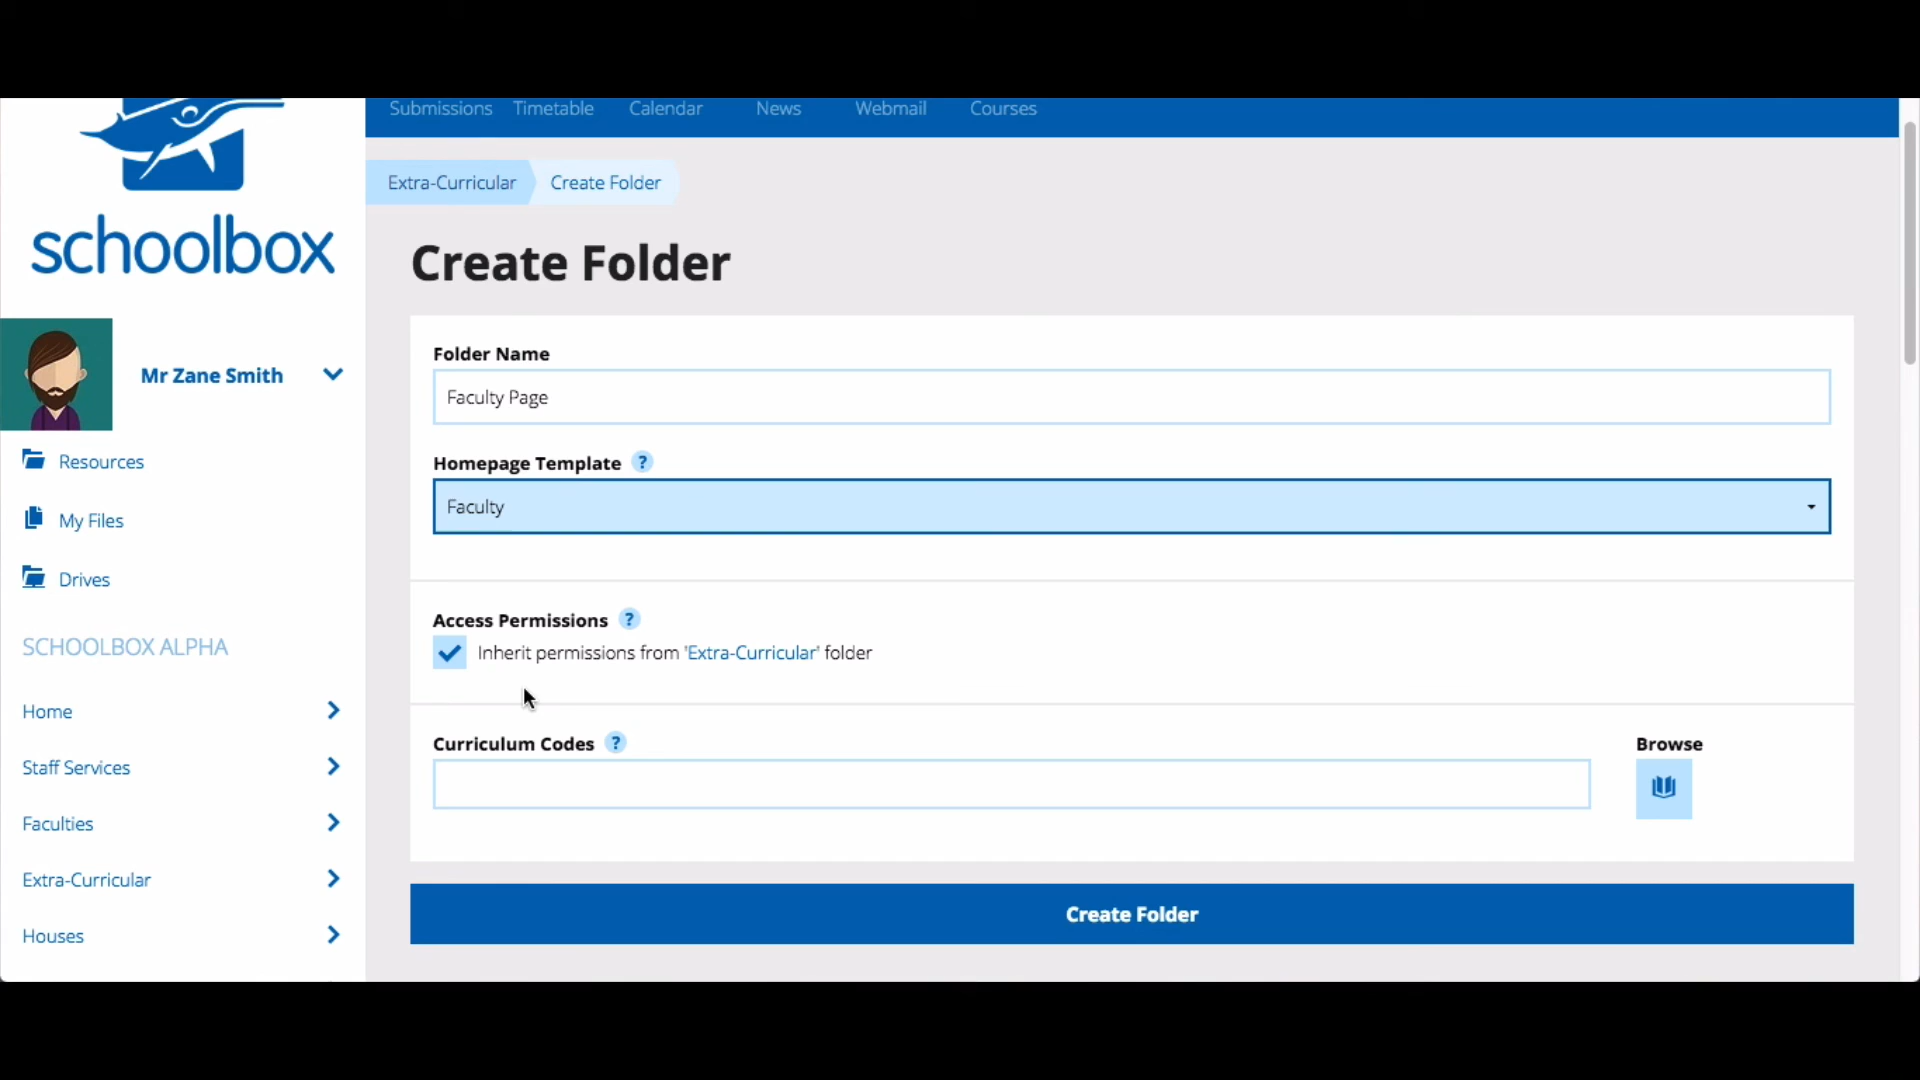 Submissions Timetable Calendar News Webmail Courses
schoolbox
Mr Zane Smith
Resources
My Files
Drives
SCHOOLBOX ALPHA
Home
Staff Services
Faculties
Extra-Curricular
Houses
Extra-Curricular Create Folder
Create Folder
Folder Name
Faculty Page
Homepage Template ?
Faculty
Access Permissions ?
Inherit permissions from 'Extra-Curricular' folder
Curriculum Codes ?
Browse
Create Folder